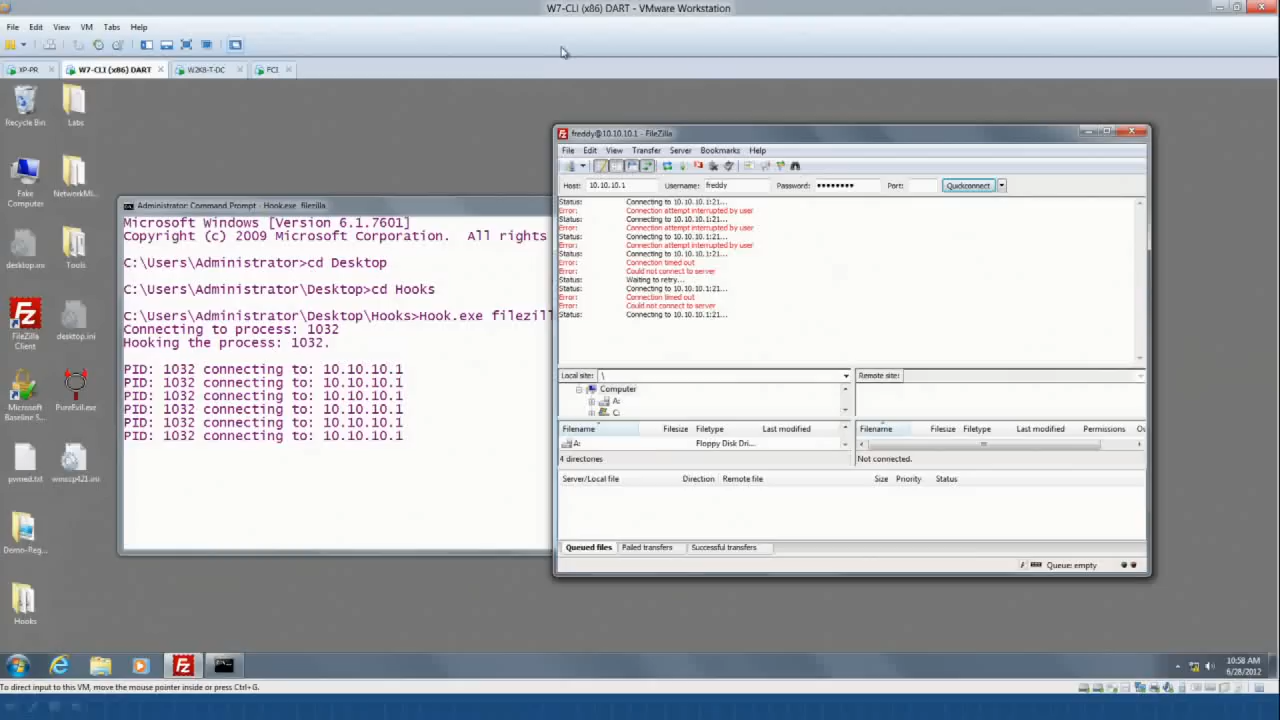 W7-CLI (x86) DART - VMware Workstation
File Edit View VM Tabs Help
XP-PR W7-CLI (x86) DART W2K8-T-DC FC1
Recycle Bin
Labs
Fake Computer
NetworkMi...
desktop.ini
Tools
FileZilla Client
desktop.ini
Microsoft Baseline S...
PureEvil.exe
pvmed.txt
winscp421.ini
Demo-Reg...
Hooks
Administrator: Command Prompt - Hook.exe filezilla
Microsoft Windows [Version 6.1.7601]
Copyright (c) 2009 Microsoft Corporation. All rights
C:\Users\Administrator>cd Desktop
C:\Users\Administrator\Desktop>cd Hooks
C:\Users\Administrator\Desktop\Hooks>Hook.exe filezill
Connecting to process: 1032
Hooking the process: 1032.
PID: 1032 connecting to: 10.10.10.1
PID: 1032 connecting to: 10.10.10.1
PID: 1032 connecting to: 10.10.10.1
PID: 1032 connecting to: 10.10.10.1
PID: 1032 connecting to: 10.10.10.1
PID: 1032 connecting to: 10.10.10.1
freddy@10.10.10.1 - FileZilla
File Edit View Transfer Server Bookmarks Help
Host: 10.10.10.1 Username: freddy Password: ●●●●●●●● Port: Quickconnect
Status: Connecting to 10.10.10.1:21...
Error: Connection attempt interrupted by user
Status: Connecting to 10.10.10.1:21...
Error: Connection attempt interrupted by user
Status: Connecting to 10.10.10.1:21...
Error: Connection attempt interrupted by user
Status: Connecting to 10.10.10.1:21...
Error: Connection timed out
Error: Could not connect to server
Status: Waiting to retry...
Status: Connecting to 10.10.10.1:21...
Error: Connection timed out
Error: Could not connect to server
Status: Connecting to 10.10.10.1:21...
Local site: \ Remote site:
Computer
A:
C:
Filename Filesize Filetype Last modified
A: Floppy Disk Dri...
4 directories
Filename Filesize Filetype Last modified Permissions Ow
Not connected.
Server/Local file Direction Remote file Size Priority Status
Queued files Failed transfers Successful transfers
Queue: empty
10:58 AM
6/28/2012
To direct input to this VM, move the mouse pointer inside or press Ctrl+G.